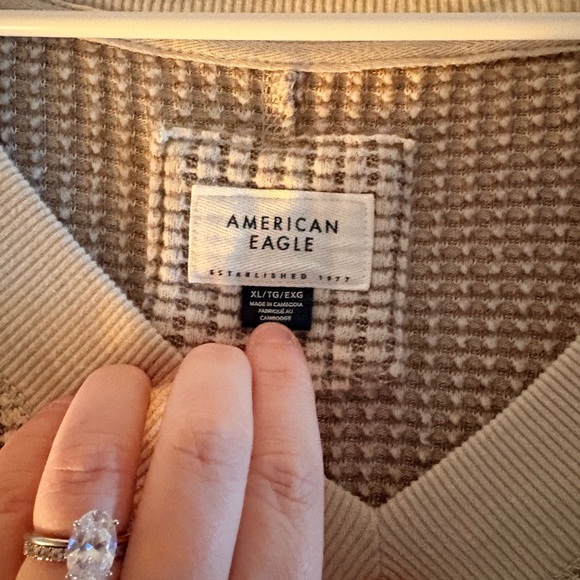 AMERICAN
EAGLE
ESTABLISHED 1977
XL/TG/EXG
MADE IN CAMBODIA
FABRIQUÉ AU
CAMBODGE